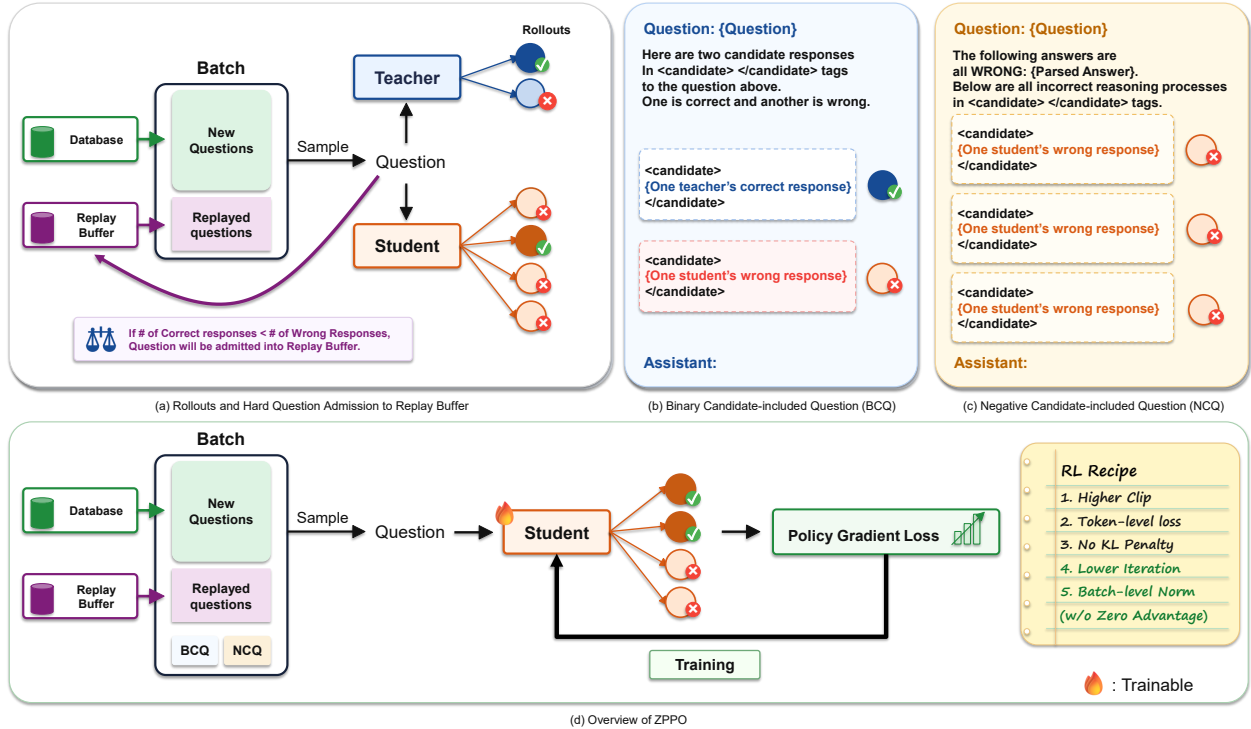 Rollouts
Batch
Teacher
New
Questions
Database
Sample
Question
Replay
Buffer
Replayed
questions
Student
If # of Correct responses < # of Wrong Responses,
Question will be admitted into Replay Buffer.
(a) Rollouts and Hard Question Admission to Replay Buffer
Question: {Question}
Here are two candidate responses
In <candidate> </candidate> tags
to the question above.
One is correct and another is wrong.
<candidate>
{One teacher's correct response}
</candidate>
<candidate>
{One student's wrong response}
</candidate>
Assistant:
(b) Binary Candidate-included Question (BCQ)
Question: {Question}
The following answers are
all WRONG: {Parsed Answer}.
Below are all incorrect reasoning processes
in <candidate> </candidate> tags.
<candidate>
{One student's wrong response}
</candidate>
<candidate>
{One student's wrong response}
</candidate>
<candidate>
{One student's wrong response}
</candidate>
Assistant:
(c) Negative Candidate-included Question (NCQ)
Batch
Database
New
Questions
Sample
Question
Student
Policy Gradient Loss
Replay
Buffer
Replayed
questions
BCQ
NCQ
Training
RL Recipe
1. Higher Clip
2. Token-level loss
3. No KL Penalty
4. Lower Iteration
5. Batch-level Norm
(w/o Zero Advantage)
: Trainable
(d) Overview of ZPPO